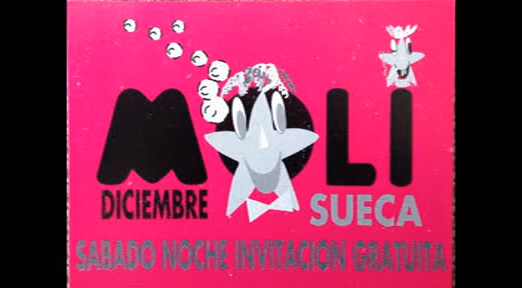 MOLI
DICIEMBRE
SUECA
SABADO NOCHE INVITACION GRATUITA